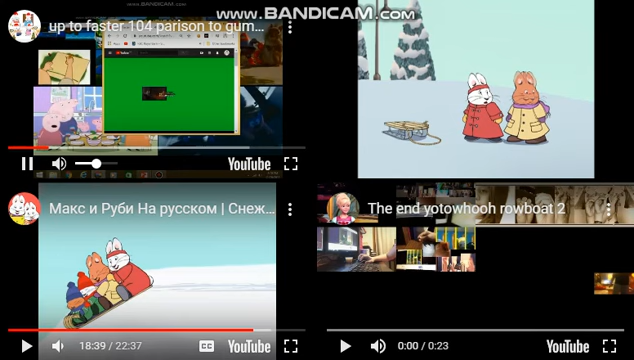 www.BANDICAM.com
up to faster 104 parison to gum...
YouTube
Макс и Руби На русском | Снеж...
The end yotowhooh rowboat 2
18:39 / 22:37
CC
YouTube
0:00 / 0:23
YouTube